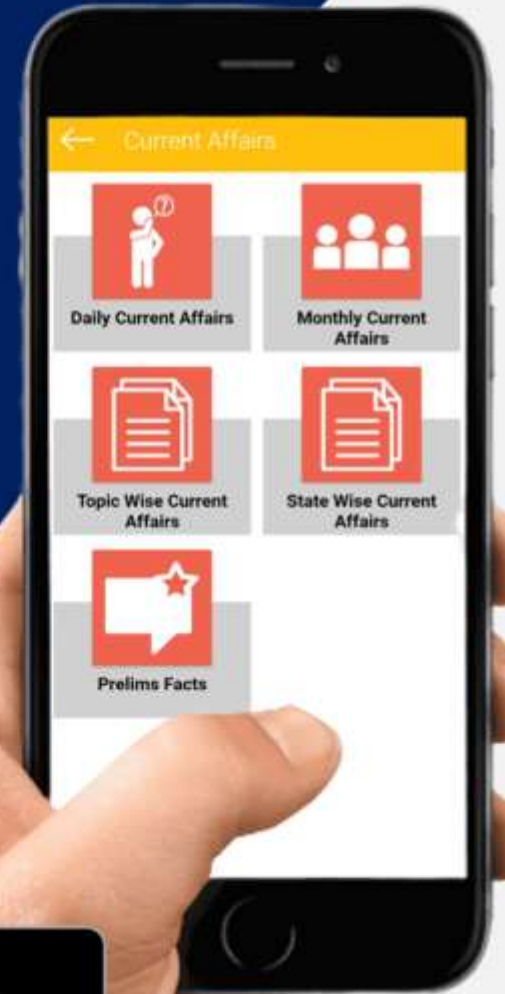 Current Affairs
Daily Current Affairs
Monthly Current
Affairs
Topic Wise Current
Affairs
State Wise Current
Affairs
Prelims Facts